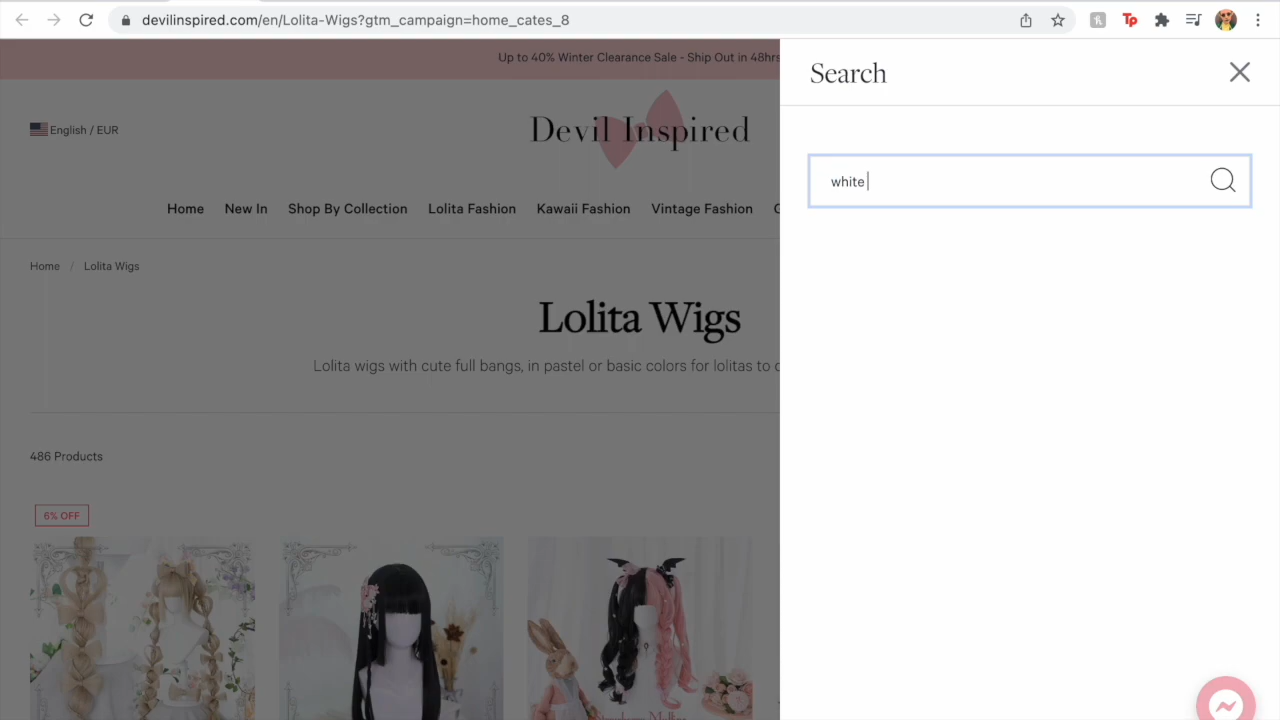 devilinspired.com/en/Lolita-Wigs?gtm_campaign=home_cates_8
Tp
Up to 40% Winter Clearance Sale - Ship Out in 48hrs
Search
English / EUR
Devil Inspired
white
Home New In Shop By Collection Lolita Fashion Kawaii Fashion Vintage Fashion
Home / Lolita Wigs
Lolita Wigs
Lolita wigs with cute full bangs, in pastel or basic colors for lolitas to
486 Products
6% OFF